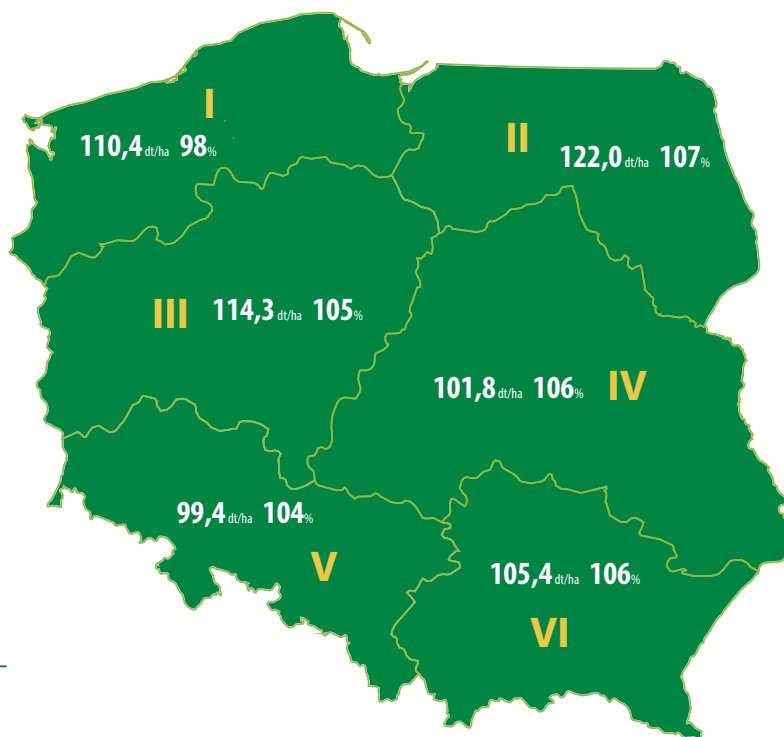 I
110,4 dt/ha 98%
II
122,0 dt/ha 107%
III 114,3 dt/ha 105%
101,8 dt/ha 106% IV
99,4 dt/ha 104%
V
105,4 dt/ha 106%
VI